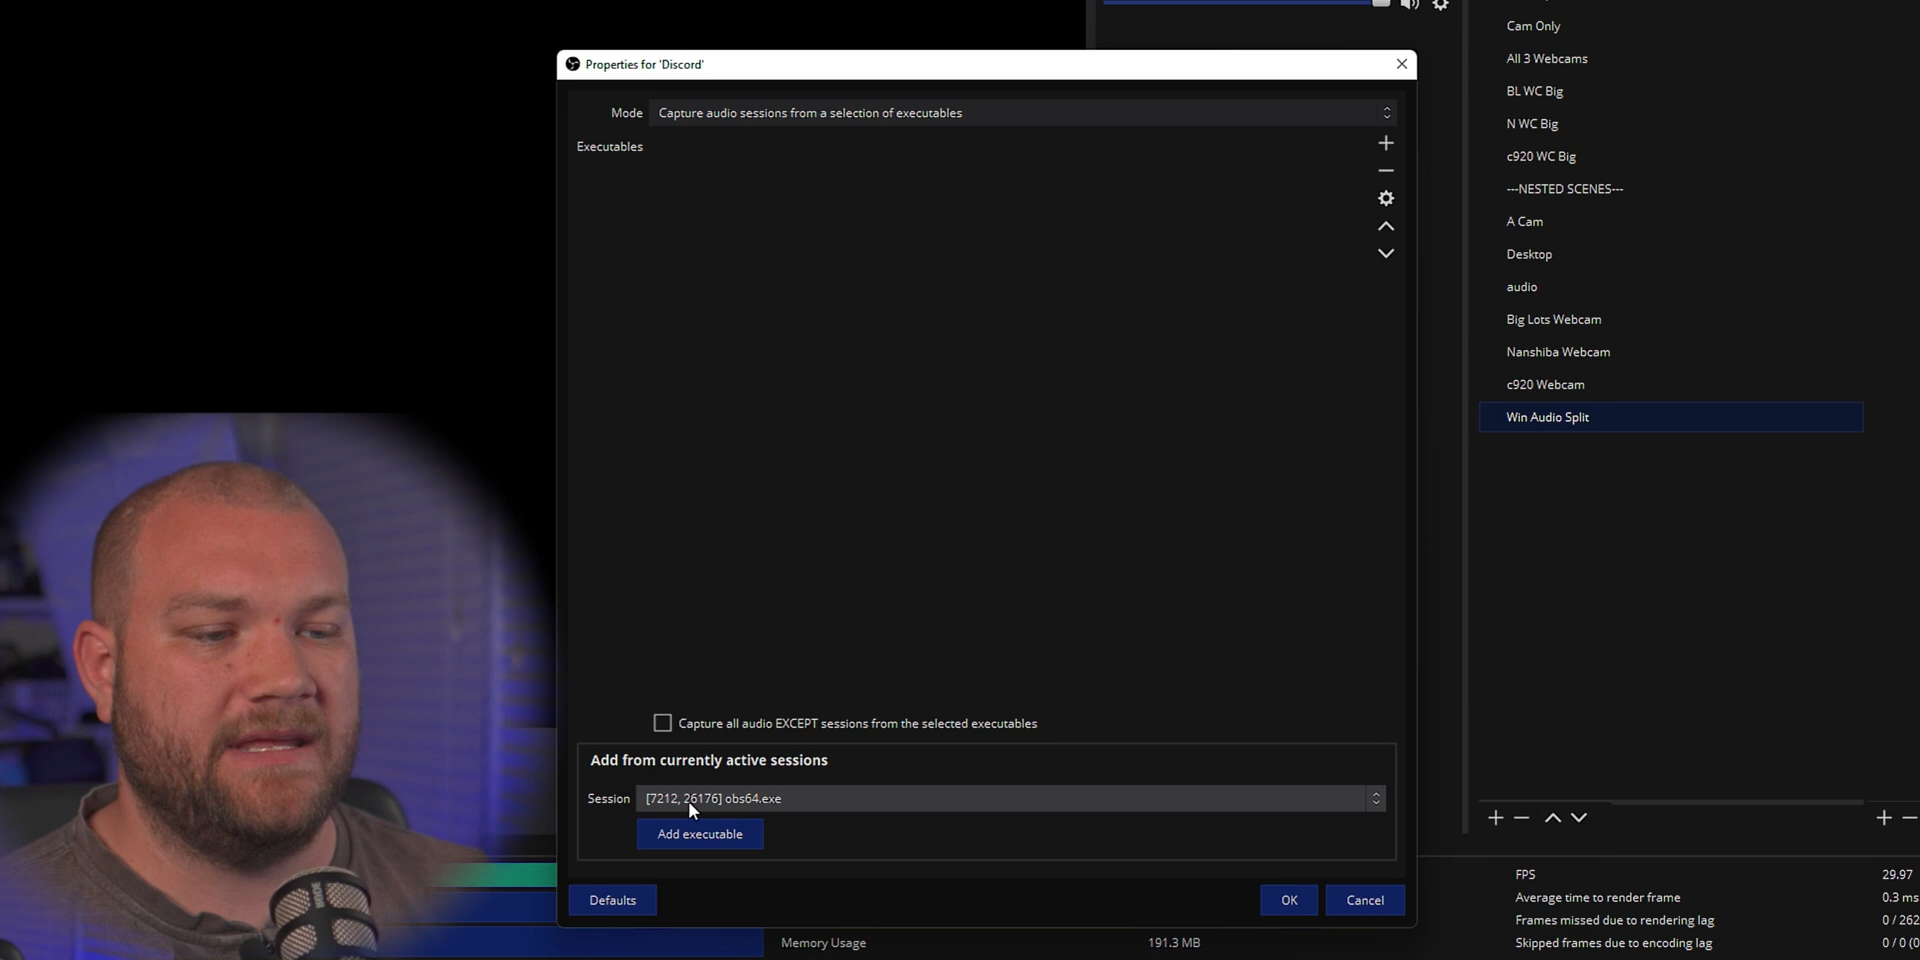 Properties for 'Discord'
Mode
Capture audio sessions from a selection of executables
Executables
Capture all audio EXCEPT sessions from the selected executables
Add from currently active sessions
Session
[7212, 26176] obs64.exe
Add executable
Defaults
OK
Cancel
Memory Usage
191.3 MB
Cam Only
All 3 Webcams
BL WC Big
N WC Big
c920 WC Big
---NESTED SCENES---
A Cam
Desktop
audio
Big Lots Webcam
Nanshiba Webcam
c920 Webcam
Win Audio Split
FPS
29.97
Average time to render frame
0.3 ms
Frames missed due to rendering lag
0 / 262
Skipped frames due to encoding lag
0 / 0 (0
RODE